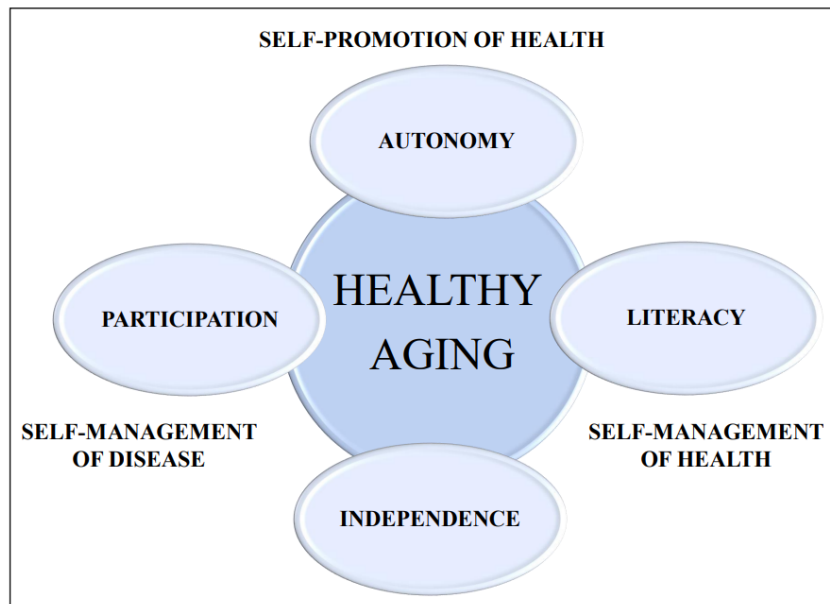 SELF-PROMOTION OF HEALTH
AUTONOMY
HEALTHY
AGING
PARTICIPATION
LITERACY
SELF-MANAGEMENT
OF DISEASE
SELF-MANAGEMENT
OF HEALTH
INDEPENDENCE